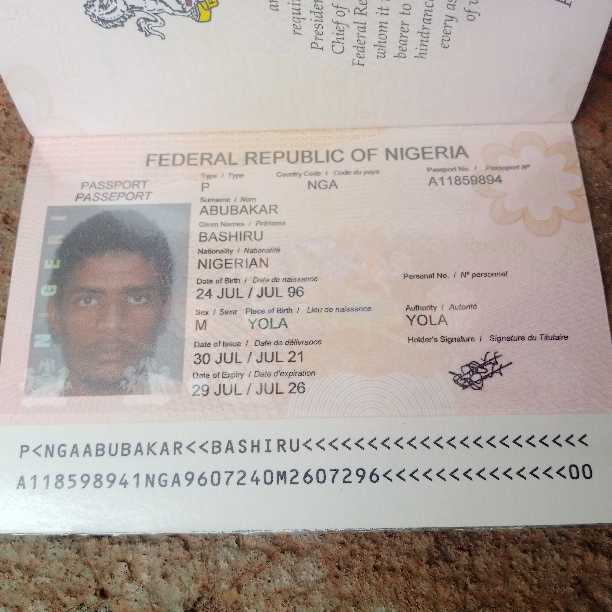 an
requi
President
Chief of
Federal Re
whom it
bearer to
hindranc
every as
of
FEDERAL REPUBLIC OF NIGERIA
PASSPORT
PASSEPORT
Type / Type
Country Code / Code du pays
Passport No. / Passeport N°
P
NGA
A11859894
Surname / Nom
ABUBAKAR
Given Names / Prénoms
BASHIRU
Nationality / Nationalité
NIGERIAN
Date of Birth / Date de naissance
Personal No. / N° personnel
24 JUL / JUL 96
Sex / Sexe Place of Birth / Lieu de naissance
Authority / Autorité
M YOLA
YOLA
Date of Issue / Date de délivrance
Holder's Signature / Signature du Titulaire
30 JUL / JUL 21
Date of Expiry / Date d'expiration
29 JUL / JUL 26
NIGERI
P<NGAABUBAKAR<<BASHIRU<<<<<<<<<<<<<<<<<<<<<<
A118598941NGA9607240M2607296<<<<<<<<<<<<<<00